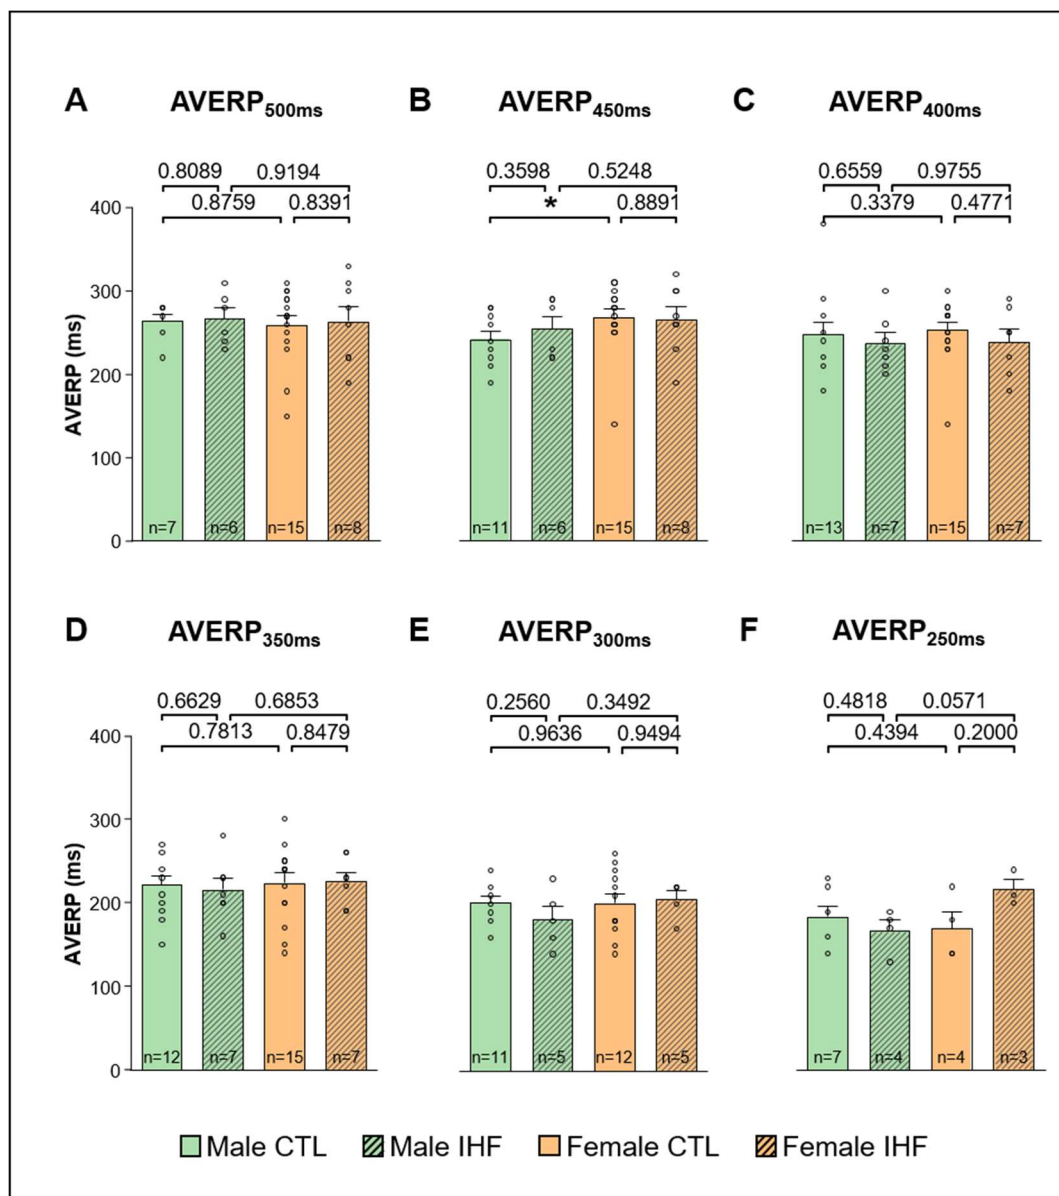 A AVERP500ms B AVERP450ms C AVERP400ms
0.8089 0.9194 0.3598 0.5248 0.6559 0.9755
0.8759 0.8391 * 0.8891 0.3379 0.4771
400
300
200
100
0
AVERP (ms)
n=7 n=6 n=15 n=8 n=11 n=6 n=15 n=8 n=13 n=7 n=15 n=7
D AVERP350ms E AVERP300ms F AVERP250ms
0.6629 0.6853 0.2560 0.3492 0.4818 0.0571
0.7813 0.8479 0.9636 0.9494 0.4394 0.2000
400
300
200
100
0
AVERP (ms)
n=12 n=7 n=15 n=7 n=11 n=5 n=12 n=5 n=7 n=4 n=4 n=3
Male CTL Male IHF Female CTL Female IHF